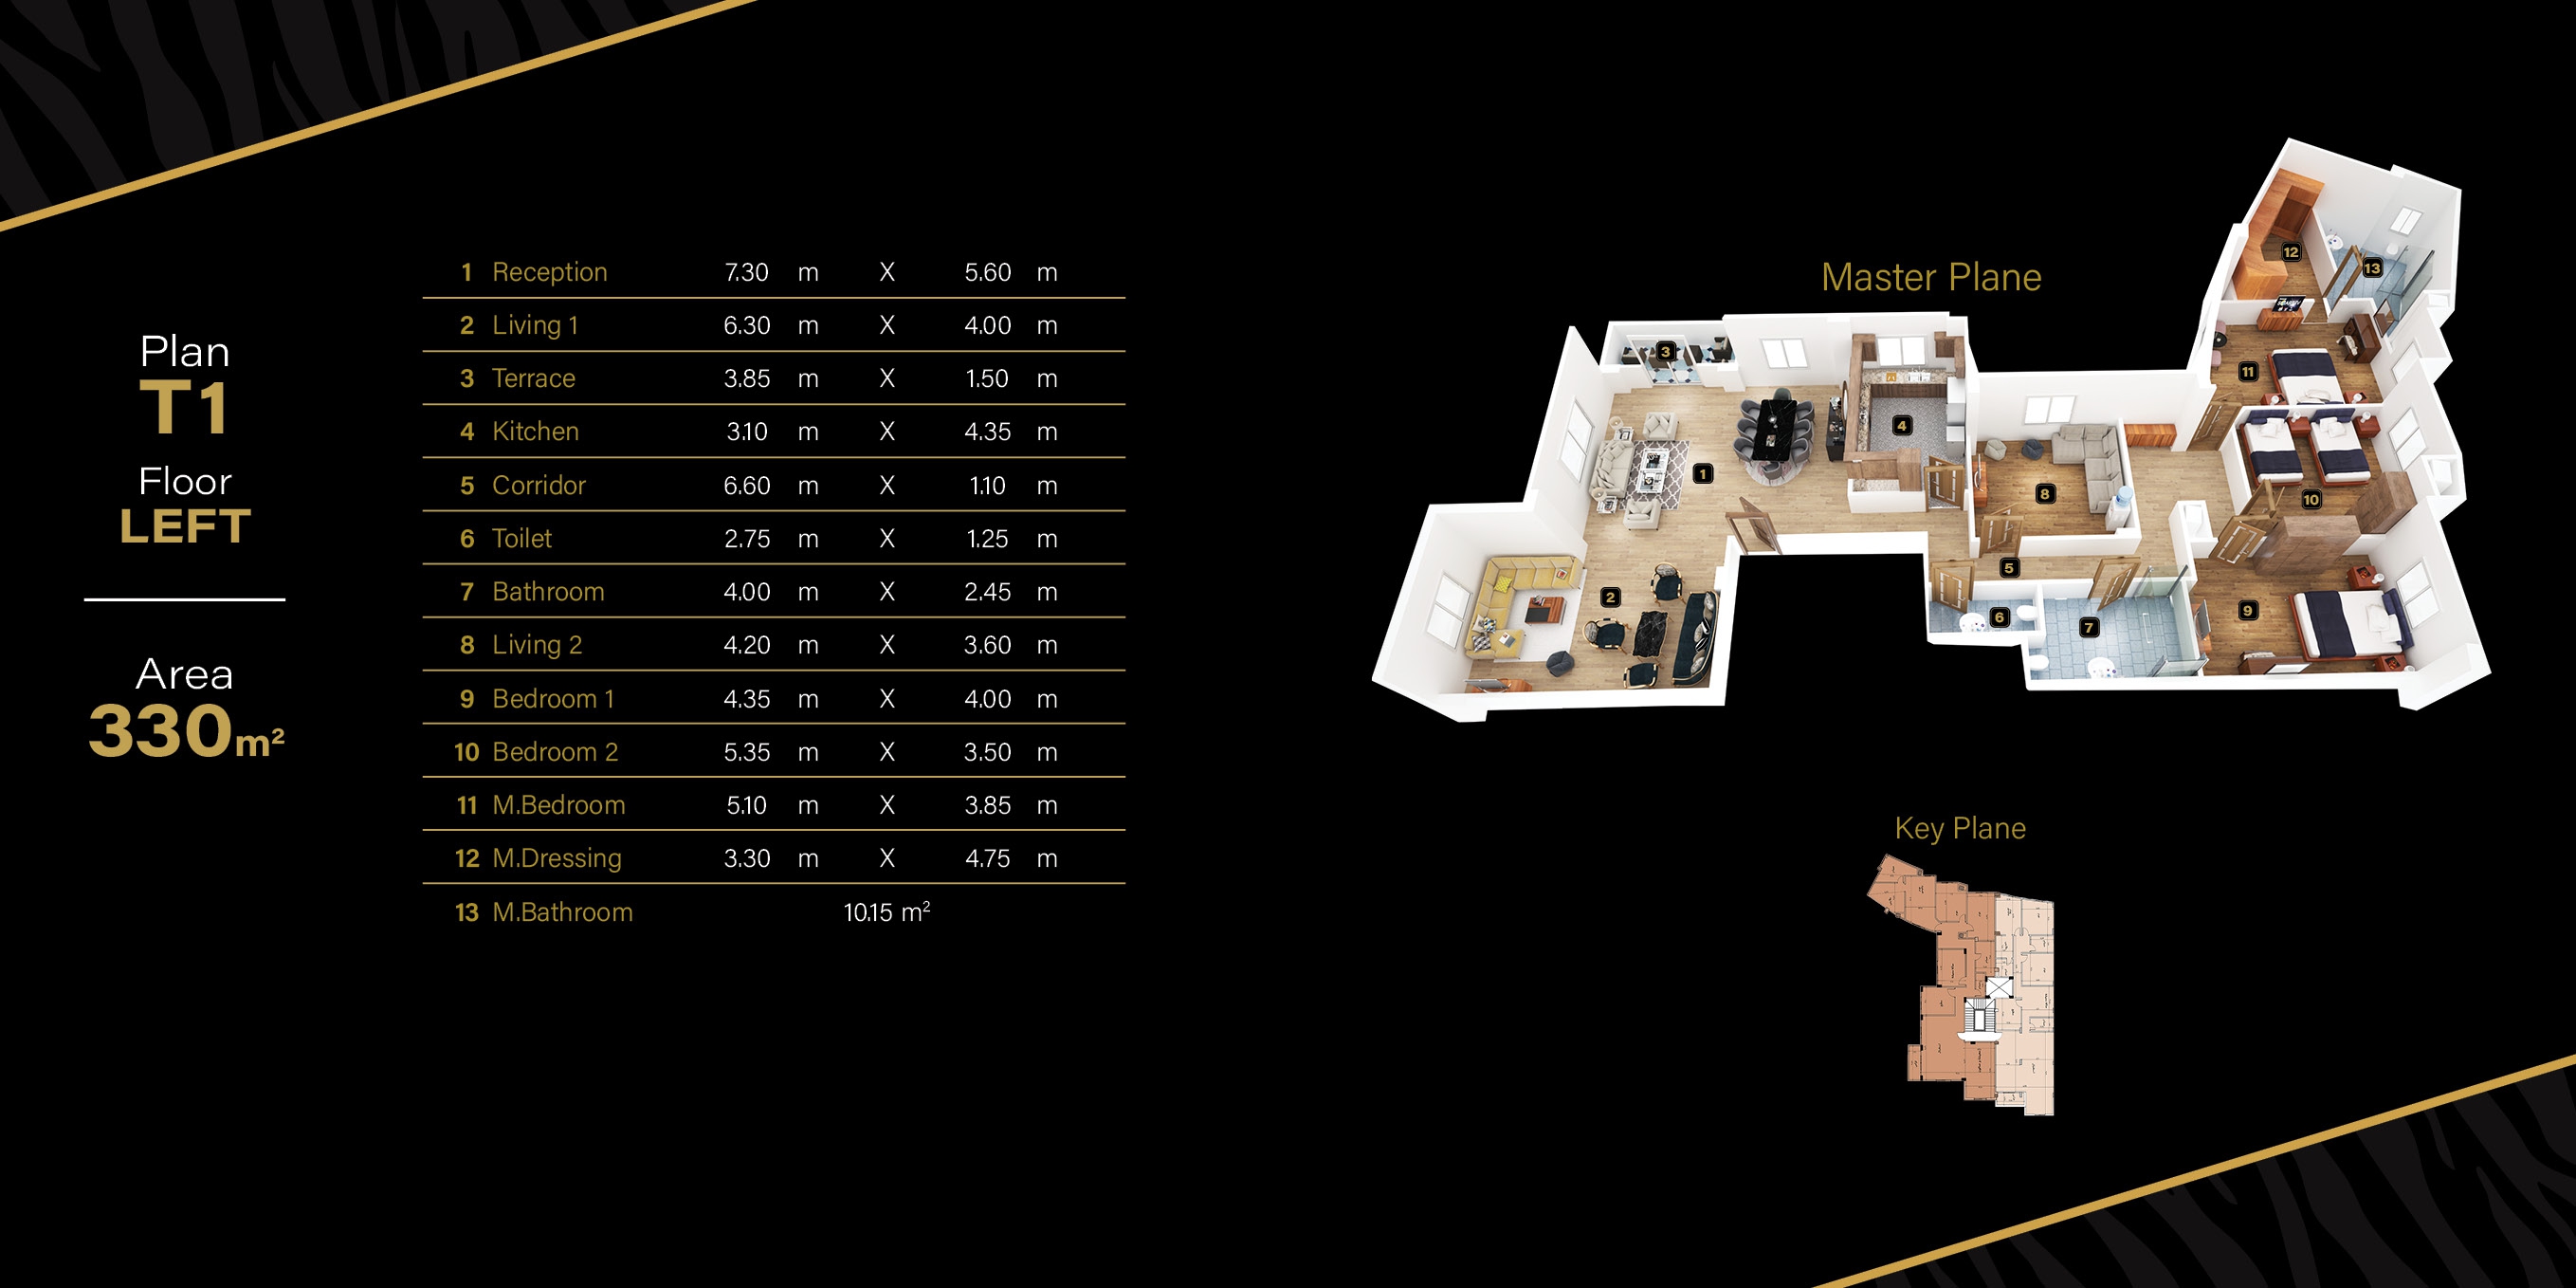 Plan
T1
Floor
LEFT
Area
330m²
1 Reception 7.30 m X 5.60 m
2 Living 1 6.30 m X 4.00 m
3 Terrace 3.85 m X 1.50 m
4 Kitchen 3.10 m X 4.35 m
5 Corridor 6.60 m X 1.10 m
6 Toilet 2.75 m X 1.25 m
7 Bathroom 4.00 m X 2.45 m
8 Living 2 4.20 m X 3.60 m
9 Bedroom 1 4.35 m X 4.00 m
10 Bedroom 2 5.35 m X 3.50 m
11 M.Bedroom 5.10 m X 3.85 m
12 M.Dressing 3.30 m X 4.75 m
13 M.Bathroom 10.15 m²
Master Plane
12
13
3
11
4
1
8
10
5
2
9
6
7
Key Plane